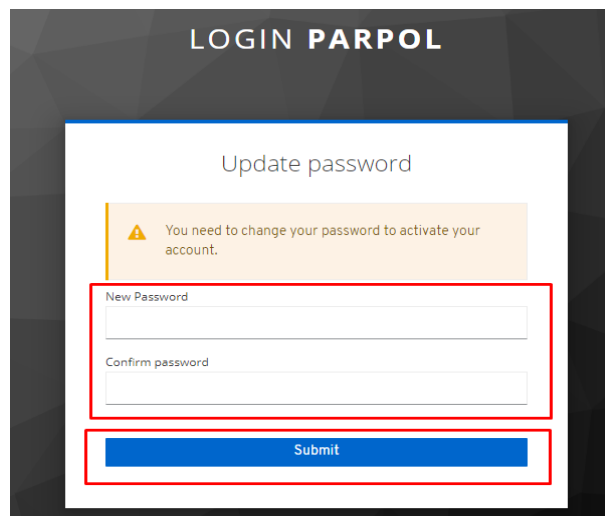 LOGIN PARPOL
Update password
You need to change your password to activate your
account.
New Password
Confirm password
Submit